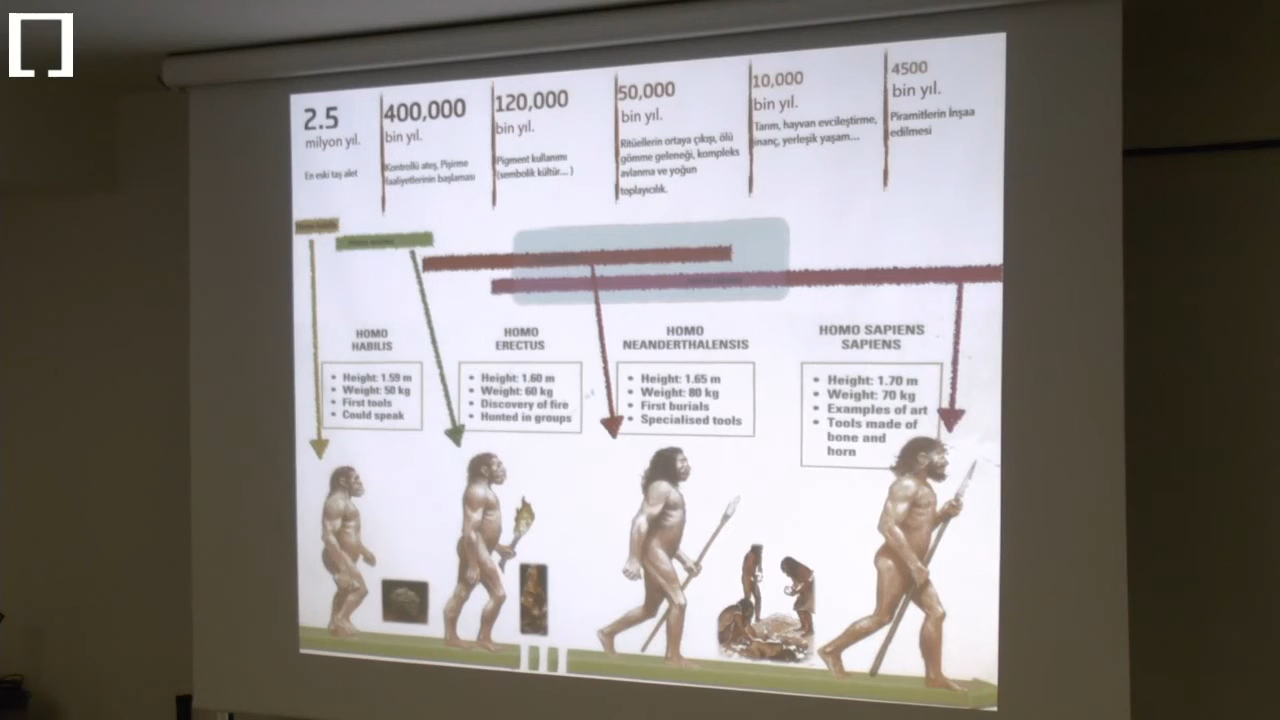 2.5
milyon yıl.
En eski taş alet
400,000
bin yıl.
Kontrollü ateş, Pişirme
faaliyetlerinin başlaması
120,000
bin yıl.
Pigment kullanımı
(sembolik kültür... )
50,000
bin yıl.
Ritüellerin ortaya çıkışı, ölü
gömme geleneği, kompleks
avlanma ve yoğun
toplayıcılık.
10,000
bin yıl.
Tarım, hayvan evcileştirme,
inanç, yerleşik yaşam...
4500
bin yıl.
Piramitlerin İnşaa
edilmesi
HOMO
HABILIS
• Height: 1.59 m
• Weight: 50 kg
• First tools
• Could speak
HOMO
ERECTUS
• Height: 1.60 m
• Weight: 60 kg
• Discovery of fire
• Hunted in groups
HOMO
NEANDERTHALENSIS
• Height: 1.65 m
• Weight: 80 kg
• First burials
• Specialised tools
HOMO SAPIENS
SAPIENS
• Height: 1.70 m
• Weight: 70 kg
• Examples of art
• Tools made of
bone and
horn